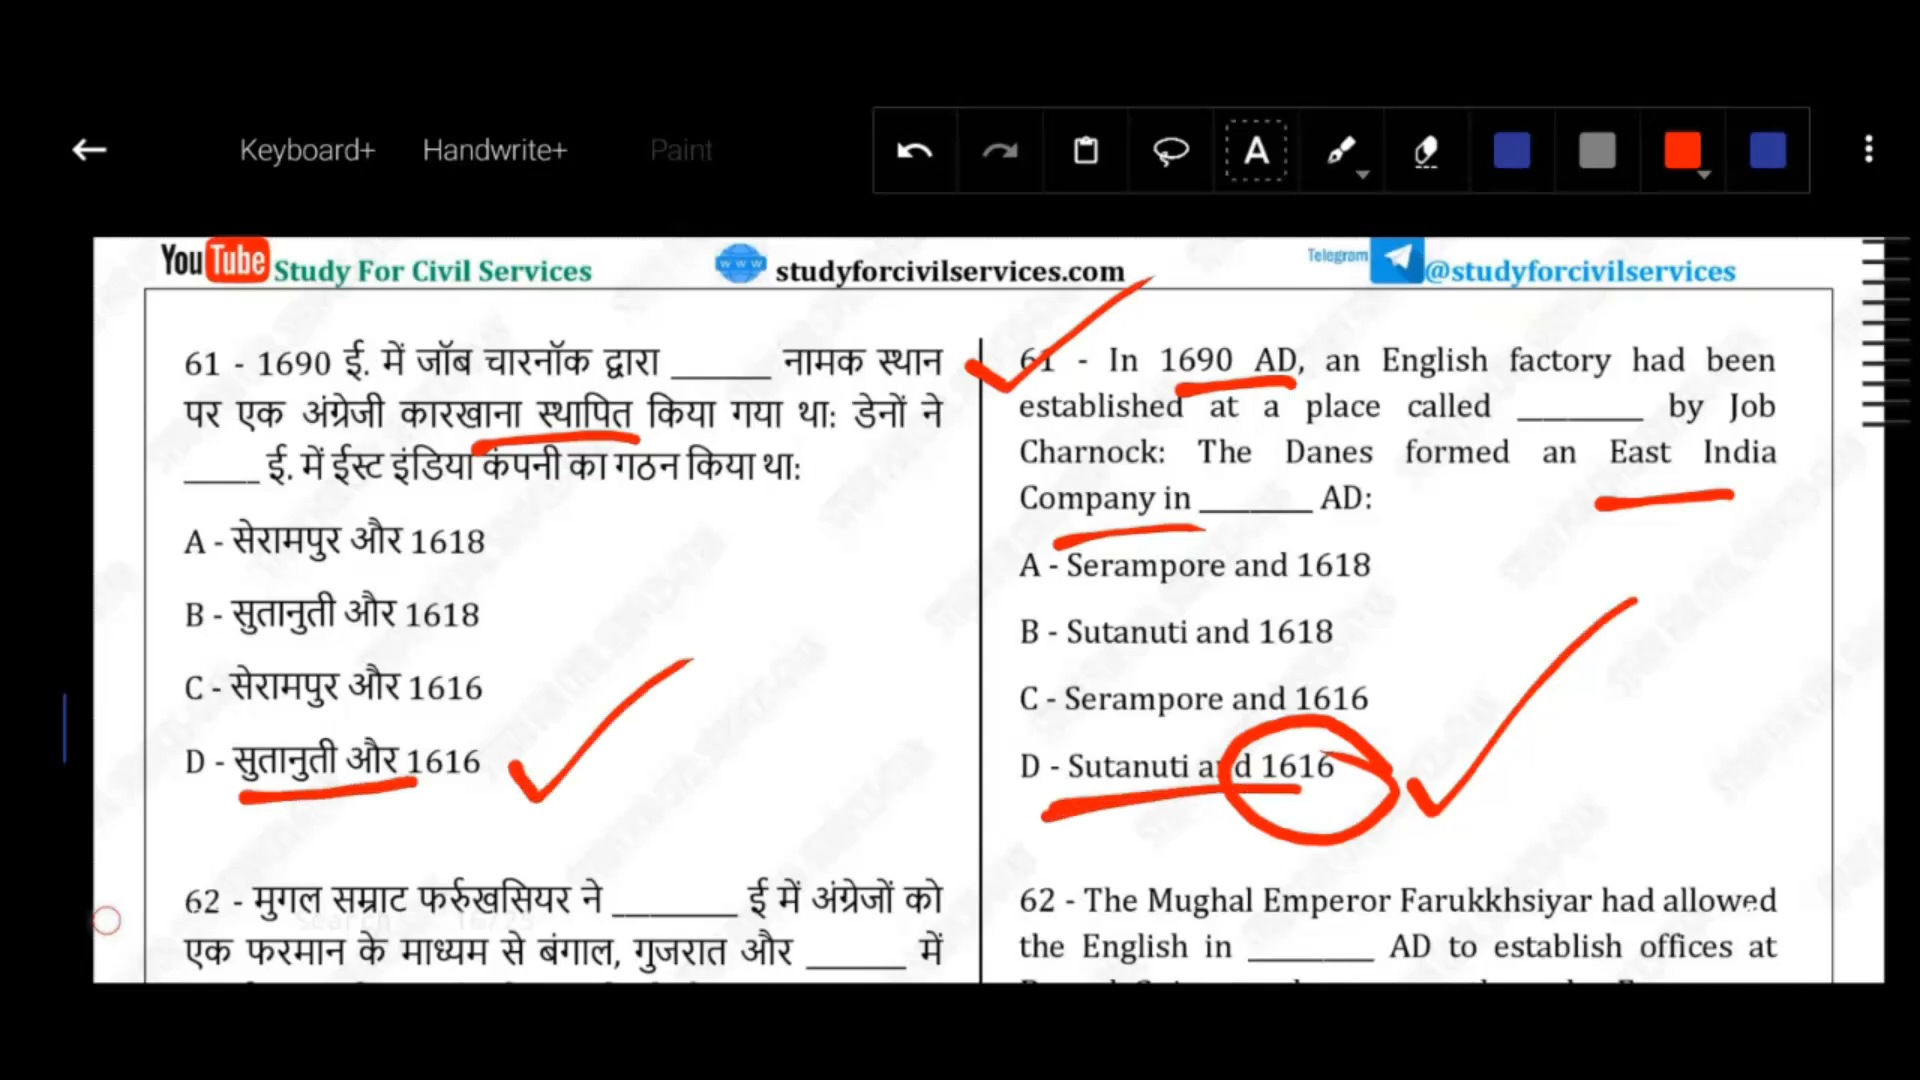 Keyboard+ Handwrite+ Paint A
YouTube Study For Civil Services
www studyforcivilservices.com
Telegram @studyforcivilservices
61 - 1690 ई. में जॉब चारनॉक द्वारा ______ नामक स्थान
पर एक अंग्रेजी कारखाना स्थापित किया गया था: डेनों ने
_____ ई. में ईस्ट इंडिया कंपनी का गठन किया था:
A - सेरामपुर और 1618
B - सुतानुती और 1618
C - सेरामपुर और 1616
D - सुतानुती और 1616
62 - मुगल सम्राट फर्रुखसियर ने ________ ई में अंग्रेजों को
एक फरमान के माध्यम से बंगाल, गुजरात और ______ में
61 - In 1690 AD, an English factory had been
established at a place called ________ by Job
Charnock: The Danes formed an East India
Company in _______ AD:
A - Serampore and 1618
B - Sutanuti and 1618
C - Serampore and 1616
D - Sutanuti and 1616
62 - The Mughal Emperor Farukkhsiyar had allowed
the English in ________ AD to establish offices at